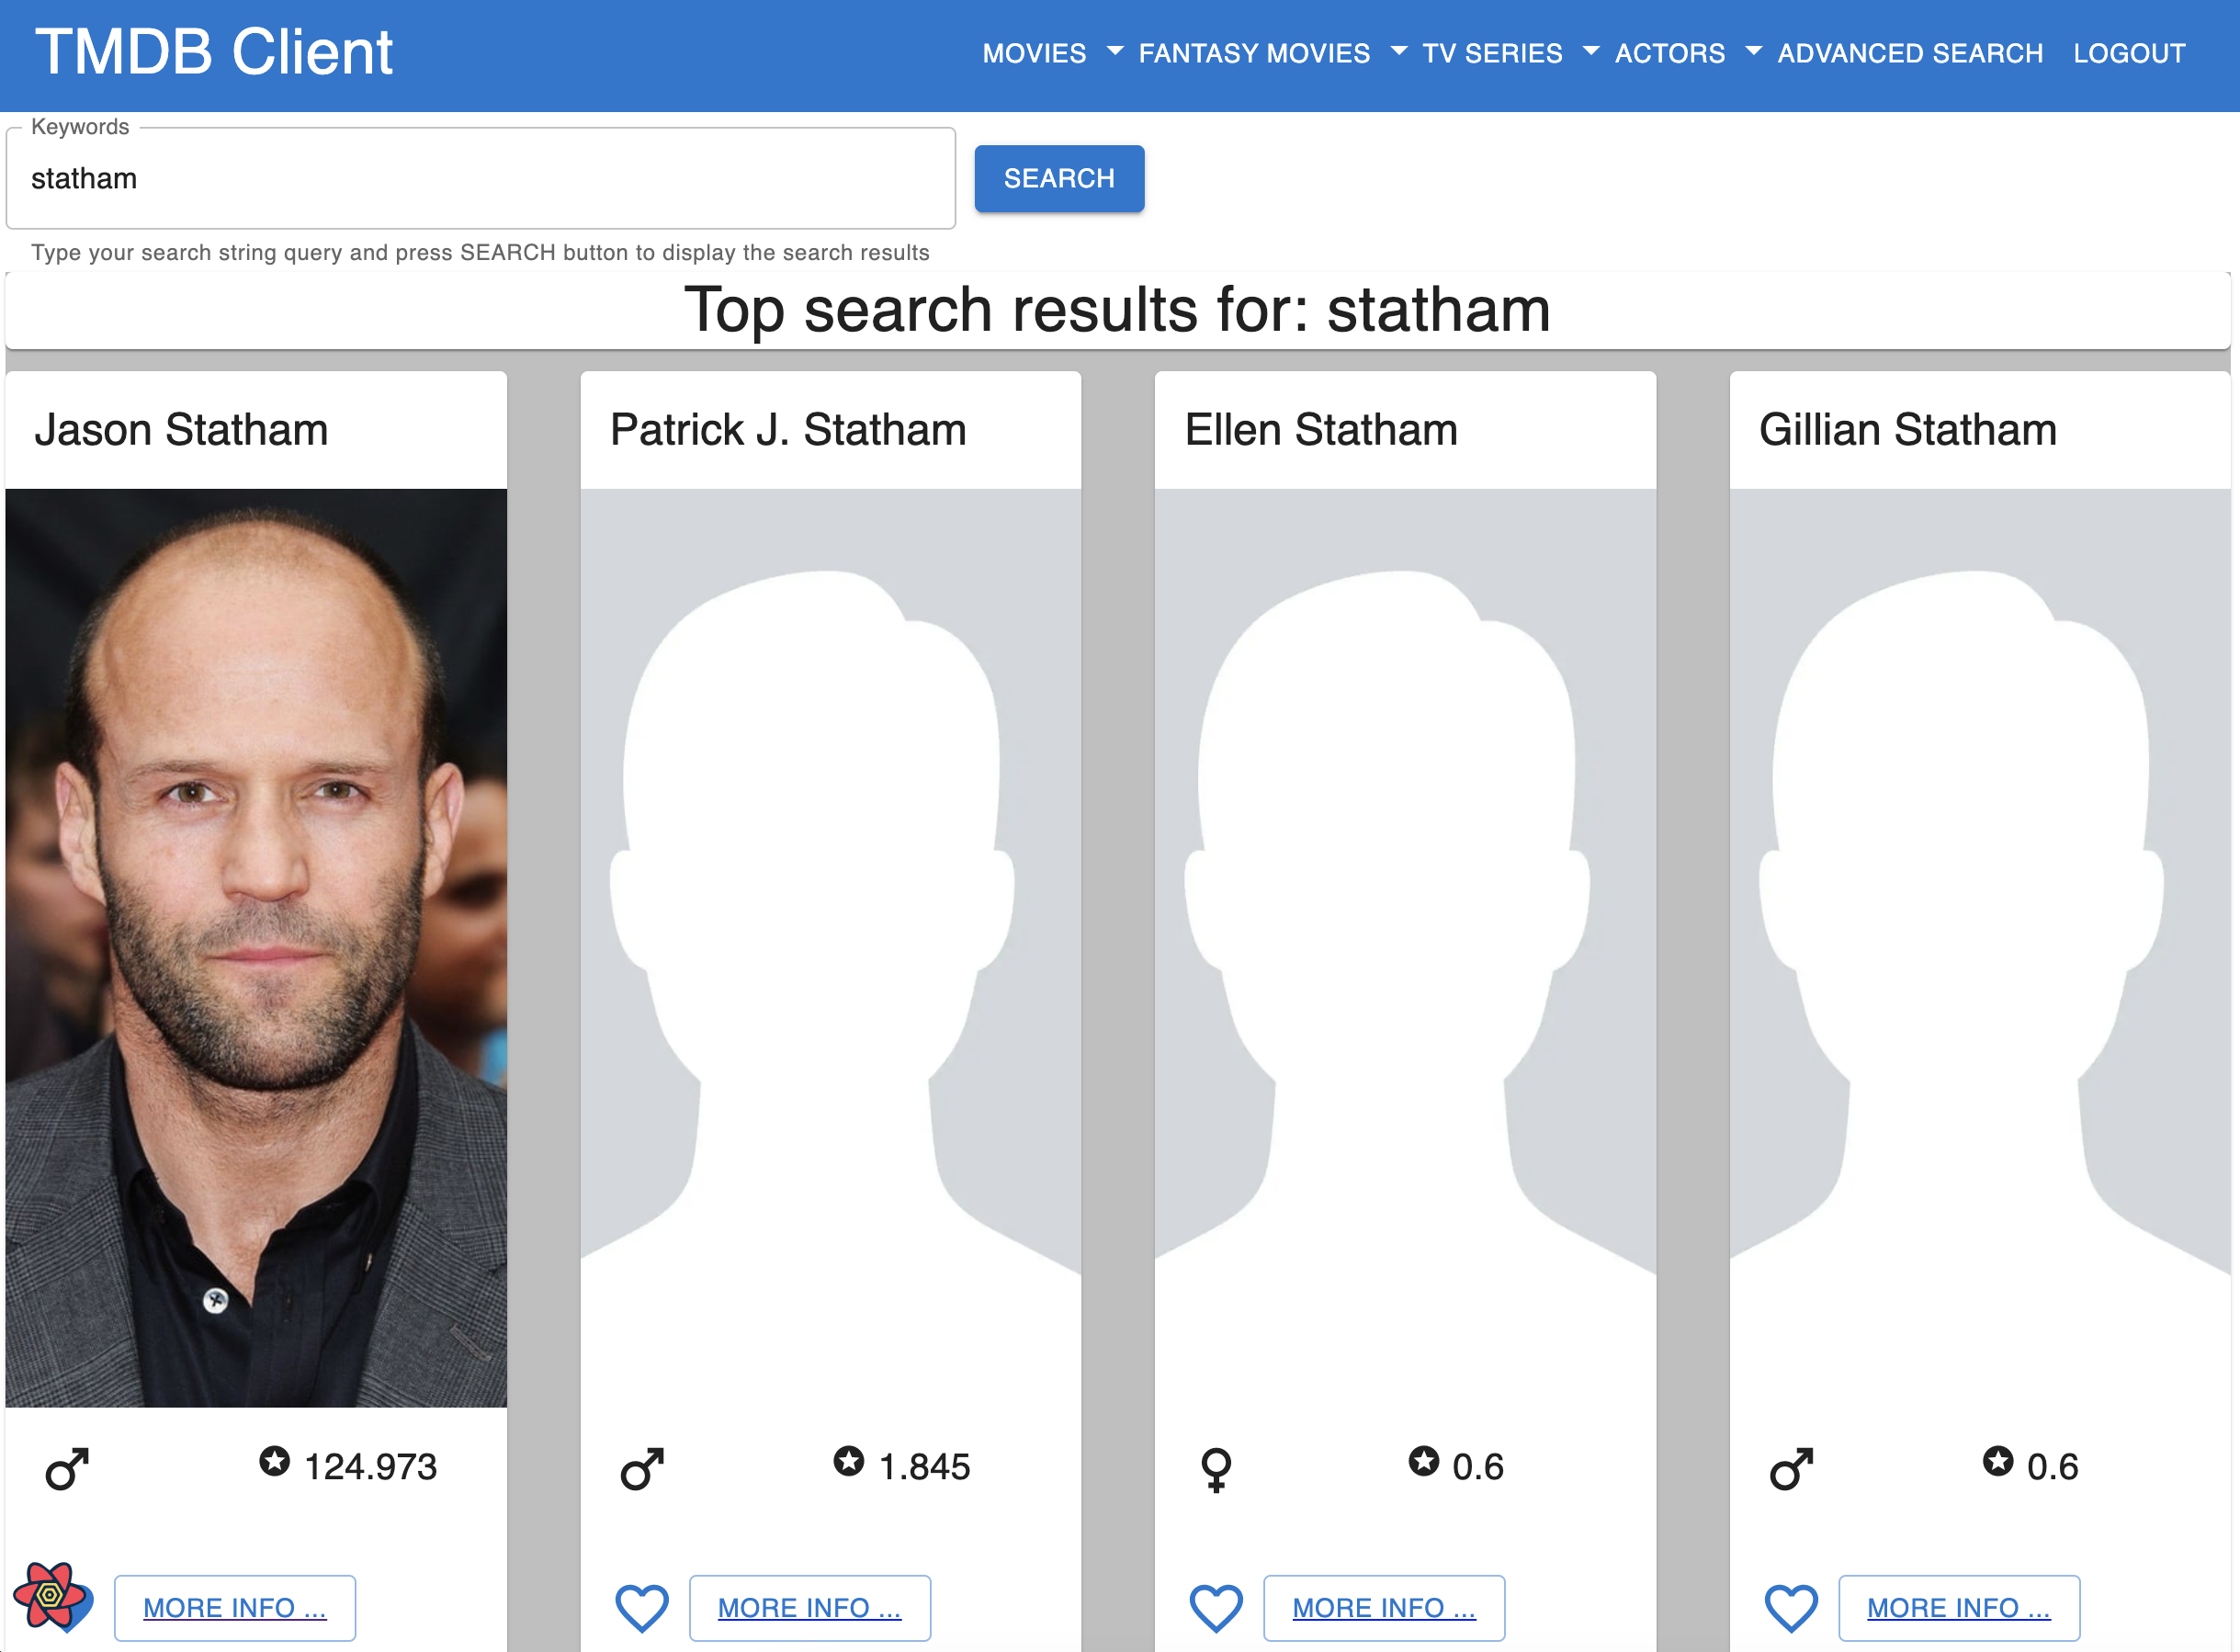 TMDB Client
MOVIES FANTASY MOVIES TV SERIES ACTORS ADVANCED SEARCH LOGOUT
Keywords
statham
SEARCH
Type your search string query and press SEARCH button to display the search results
Top search results for: statham
Jason Statham
Patrick J. Statham
Ellen Statham
Gillian Statham
124.973
1.845
0.6
0.6
MORE INFO ...
MORE INFO ...
MORE INFO ...
MORE INFO ...